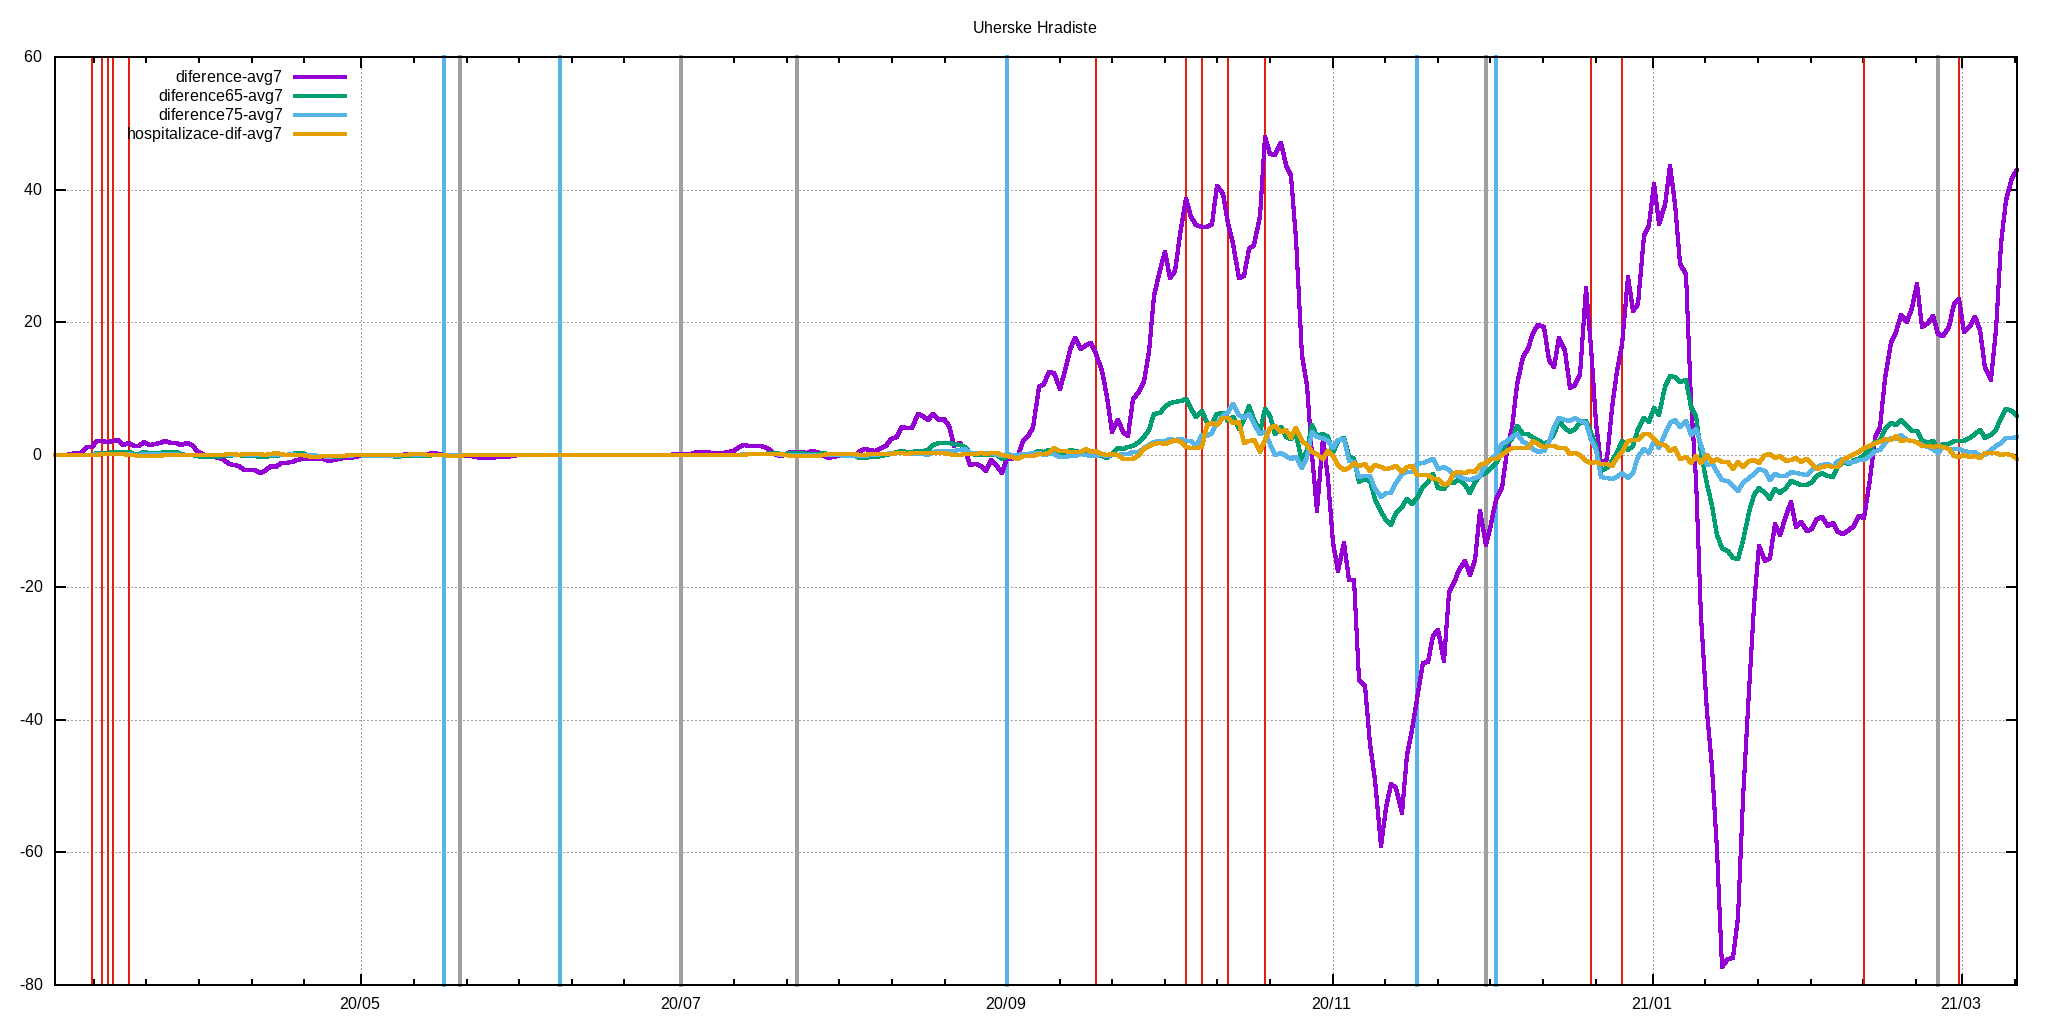 Uherske Hradiste
60
diference-avg7
diference65-avg7
diference75-avg7
hospitalizace-dif-avg7
40
20
0
-20
-40
-60
-80
20/05
20/07
20/09
20/11
21/01
21/03